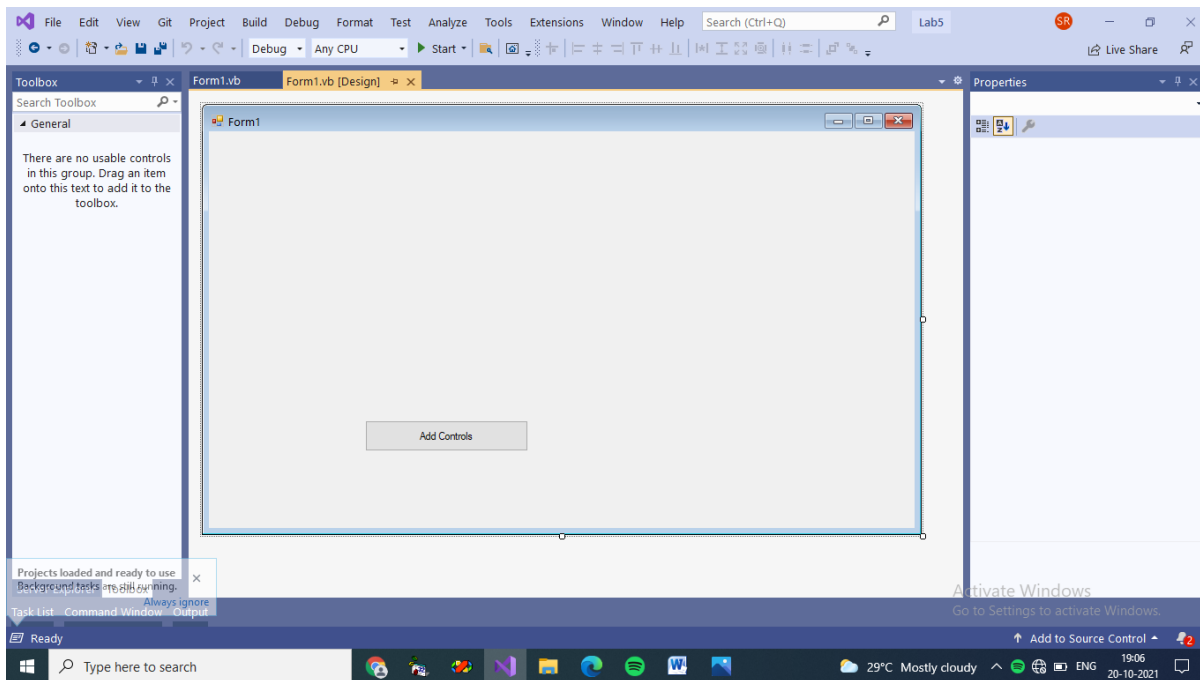 File Edit View Git Project Build Debug Format Test Analyze Tools Extensions Window Help Search (Ctrl+Q) Lab5 SR
Debug Any CPU Start Live Share
Toolbox Form1.vb Form1.vb [Design] Properties
Search Toolbox
General
Form1
There are no usable controls
in this group. Drag an item
onto this text to add it to the
toolbox.
Add Controls
Projects loaded and ready to use
Background tasks are still running.
Server Explorer Toolbox
Always ignore
Task List Command Window Output
Activate Windows
Go to Settings to activate Windows.
Ready Add to Source Control 2
Type here to search 29°C Mostly cloudy ENG 19:06
20-10-2021